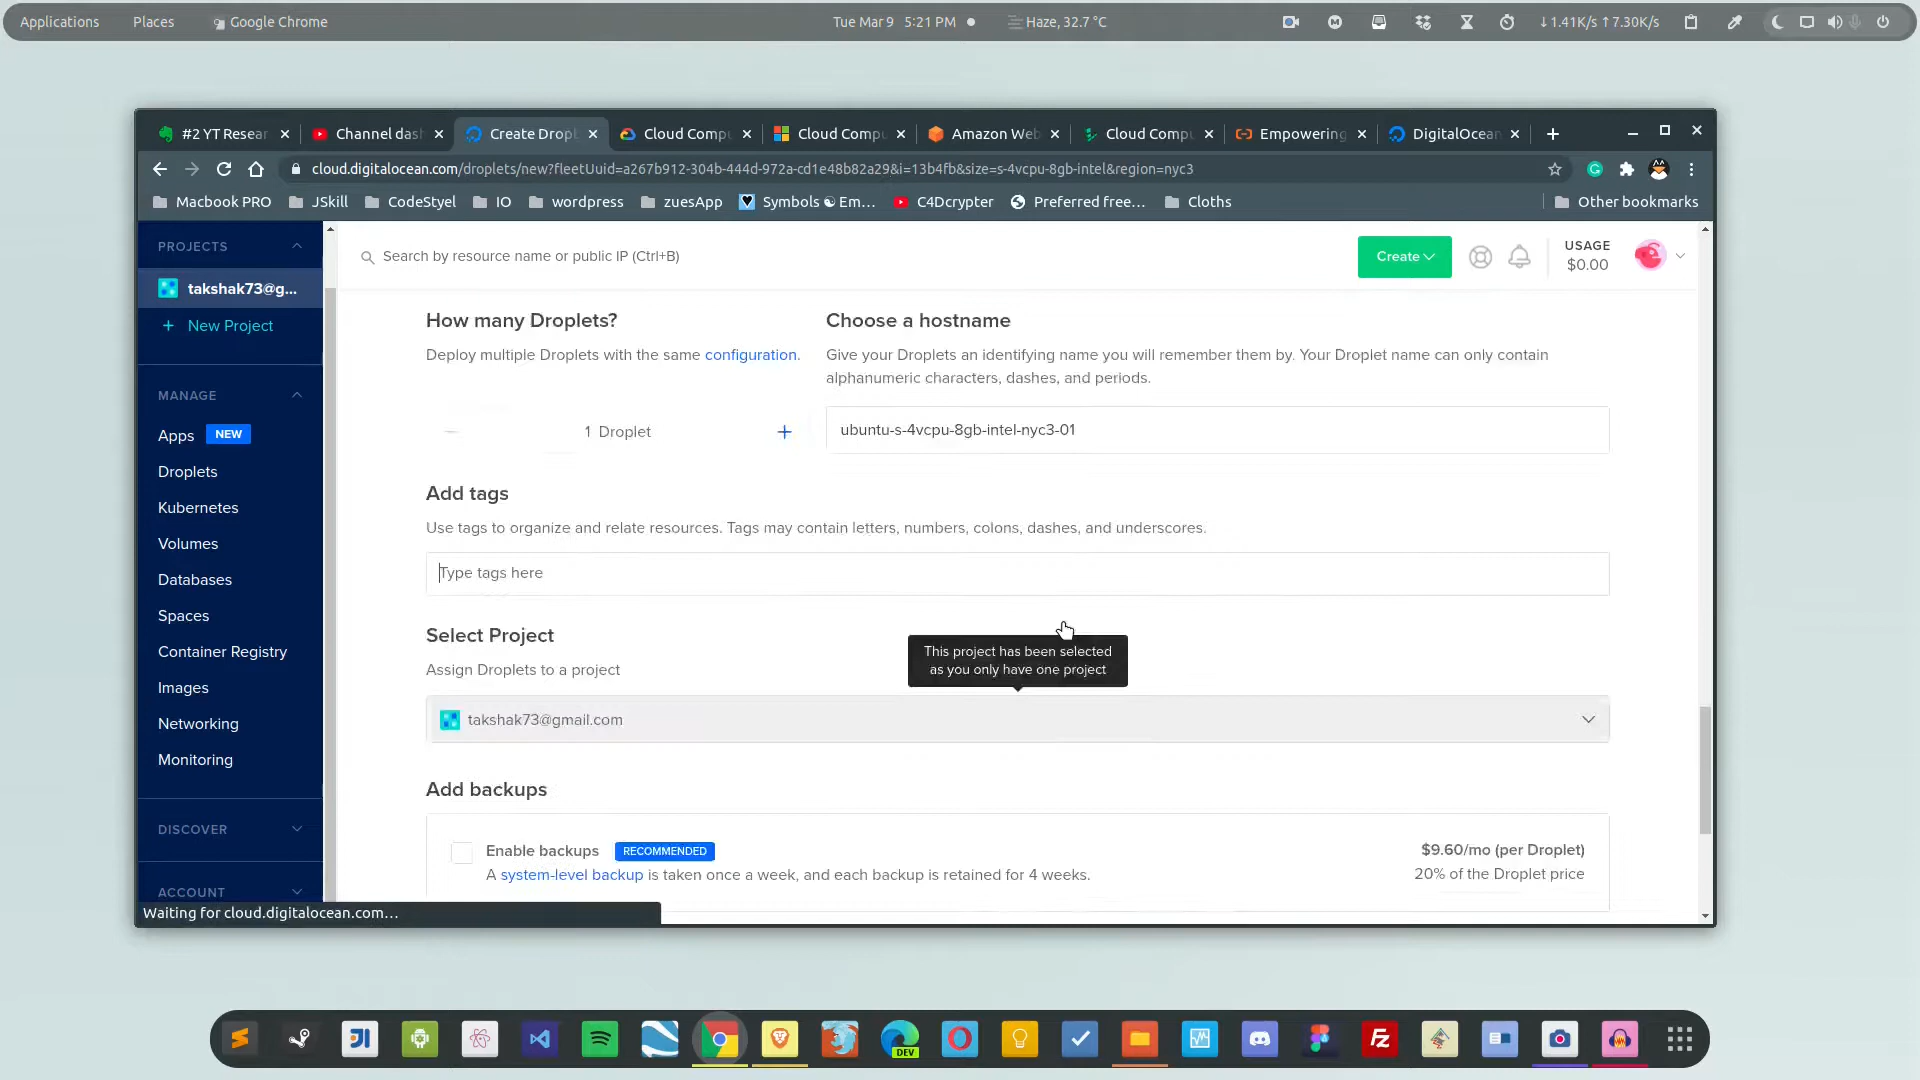 Applications
Places
Google Chrome
Tue Mar 9 5:21 PM
Haze, 32.7 °C
↓1.41K/s ↑7.30K/s
#2 YT Resear
Channel das
Create Dropl
Cloud Compu
Cloud Compu
Amazon Web
Cloud Compu
Empowering
DigitalOcean
cloud.digitalocean.com/droplets/new?fleetUuid=a267b912-304b-444d-972a-cd1e48b82a29&i=13b4fb&size=s-4vcpu-8gb-intel&region=nyc3
Macbook PRO
JSkill
CodeStyel
IO
wordpress
zuesApp
Symbols ☯ Em...
C4Dcrypter
Preferred free...
Cloths
Other bookmarks
PROJECTS
takshak73@g...
+ New Project
MANAGE
Apps NEW
Droplets
Kubernetes
Volumes
Databases
Spaces
Container Registry
Images
Networking
Monitoring
DISCOVER
ACCOUNT
Waiting for cloud.digitalocean.com...
Search by resource name or public IP (Ctrl+B)
Create
USAGE
$0.00
How many Droplets?
Deploy multiple Droplets with the same configuration.
1 Droplet
+
Choose a hostname
Give your Droplets an identifying name you will remember them by. Your Droplet name can only contain
alphanumeric characters, dashes, and periods.
ubuntu-s-4vcpu-8gb-intel-nyc3-01
Add tags
Use tags to organize and relate resources. Tags may contain letters, numbers, colons, dashes, and underscores.
Type tags here
Select Project
Assign Droplets to a project
This project has been selected
as you only have one project
takshak73@gmail.com
Add backups
Enable backups RECOMMENDED
A system-level backup is taken once a week, and each backup is retained for 4 weeks.
$9.60/mo (per Droplet)
20% of the Droplet price
DEV